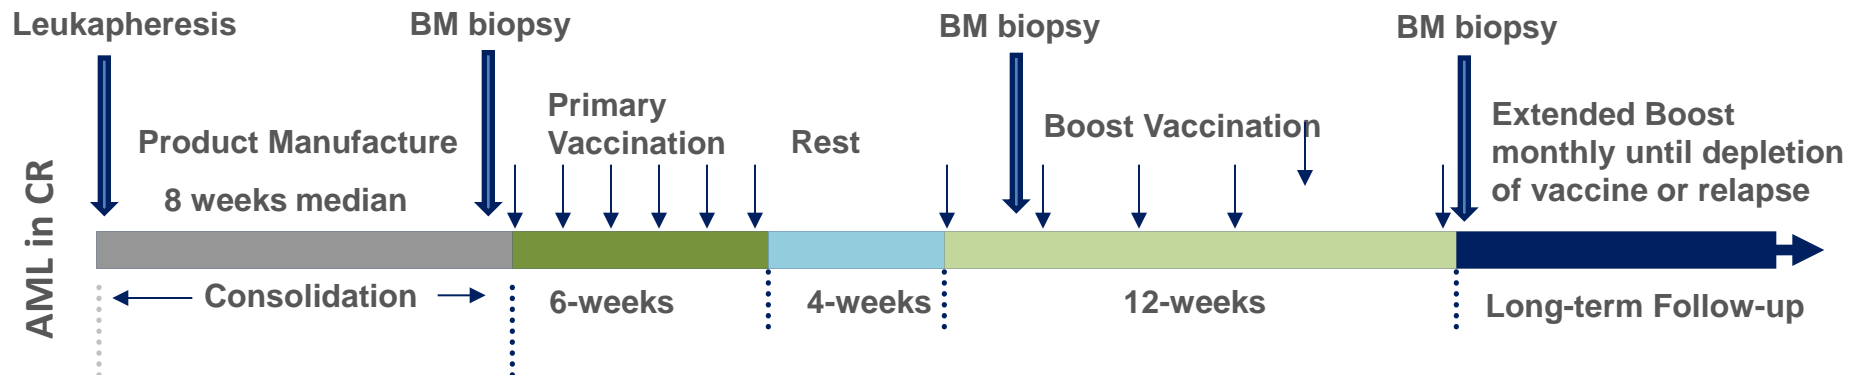 Leukapheresis
BM biopsy
BM biopsy
BM biopsy
Product Manufacture
8 weeks median
Primary
Vaccination
Rest
Boost Vaccination
Extended Boost
monthly until depletion
of vaccine or relapse
AML in CR
Consolidation
6-weeks
4-weeks
12-weeks
Long-term Follow-up